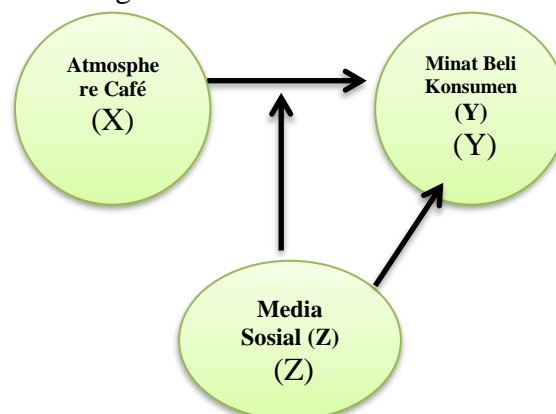 Atmosphe
re Café
(X)
Minat Beli
Konsumen
(Y)
(Y)
Media
Sosial (Z)
(Z)